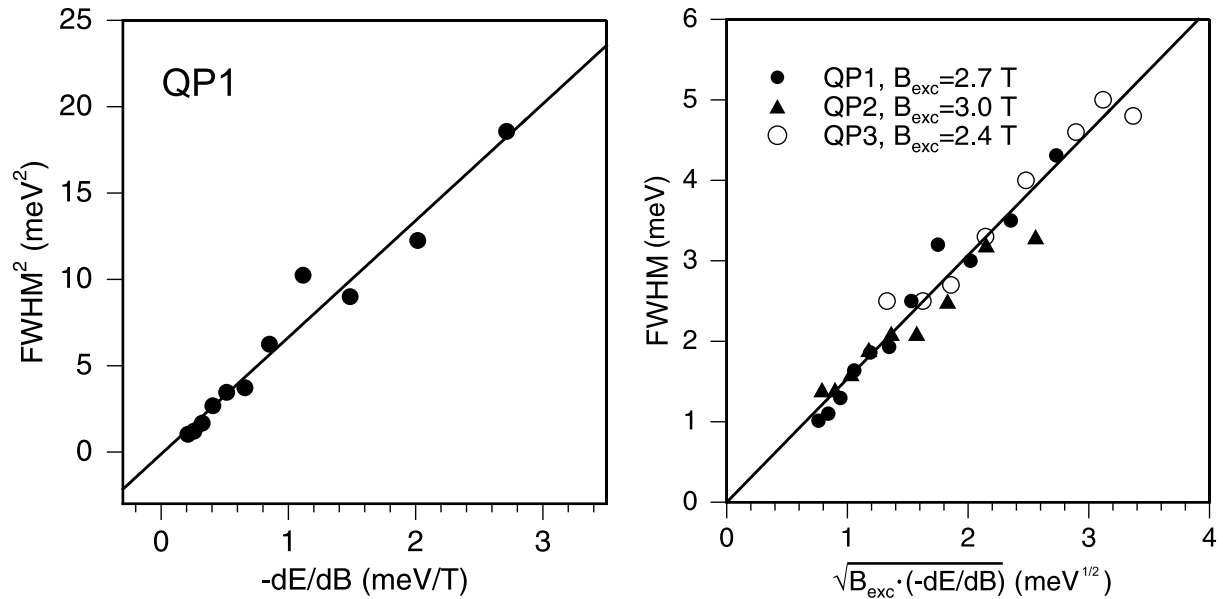 25
20
15
10
5
0
FWHM² (meV²)
QP1
0 1 2 3
-dE/dB (meV/T)
6
5
4
3
2
1
0
FWHM (meV)
QP1, B_exc=2.7 T
QP2, B_exc=3.0 T
QP3, B_exc=2.4 T
0 1 2 3 4
√B_exc·(-dE/dB) (meV^1/2)